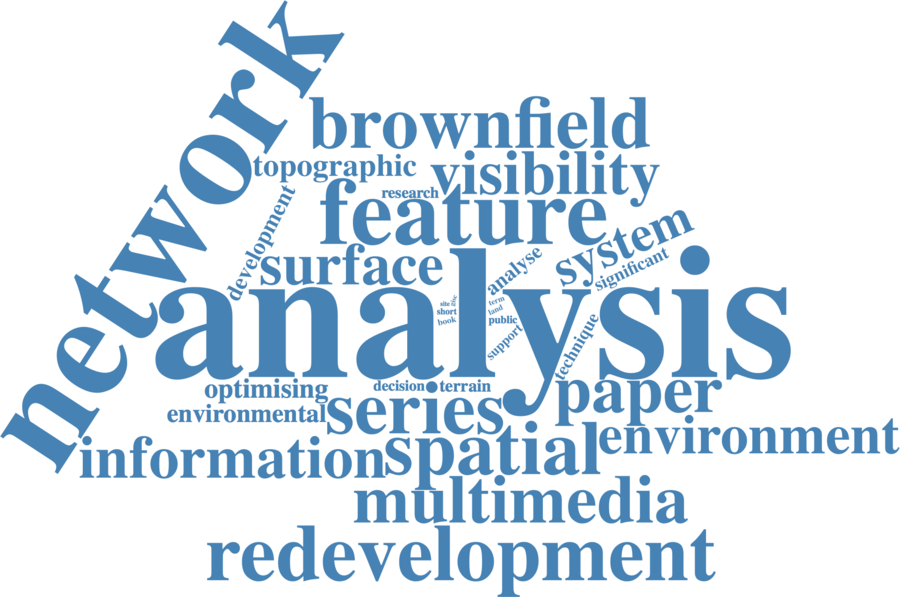 network
brownfield
topographic
visibility
research
feature
development
system
surface
analyse
significant
analysis
site
size
term
short
land
book
public
support
technique
optimising
decision
terrain
paper
environmental
series
environment
information
spatial
multimedia
redevelopment